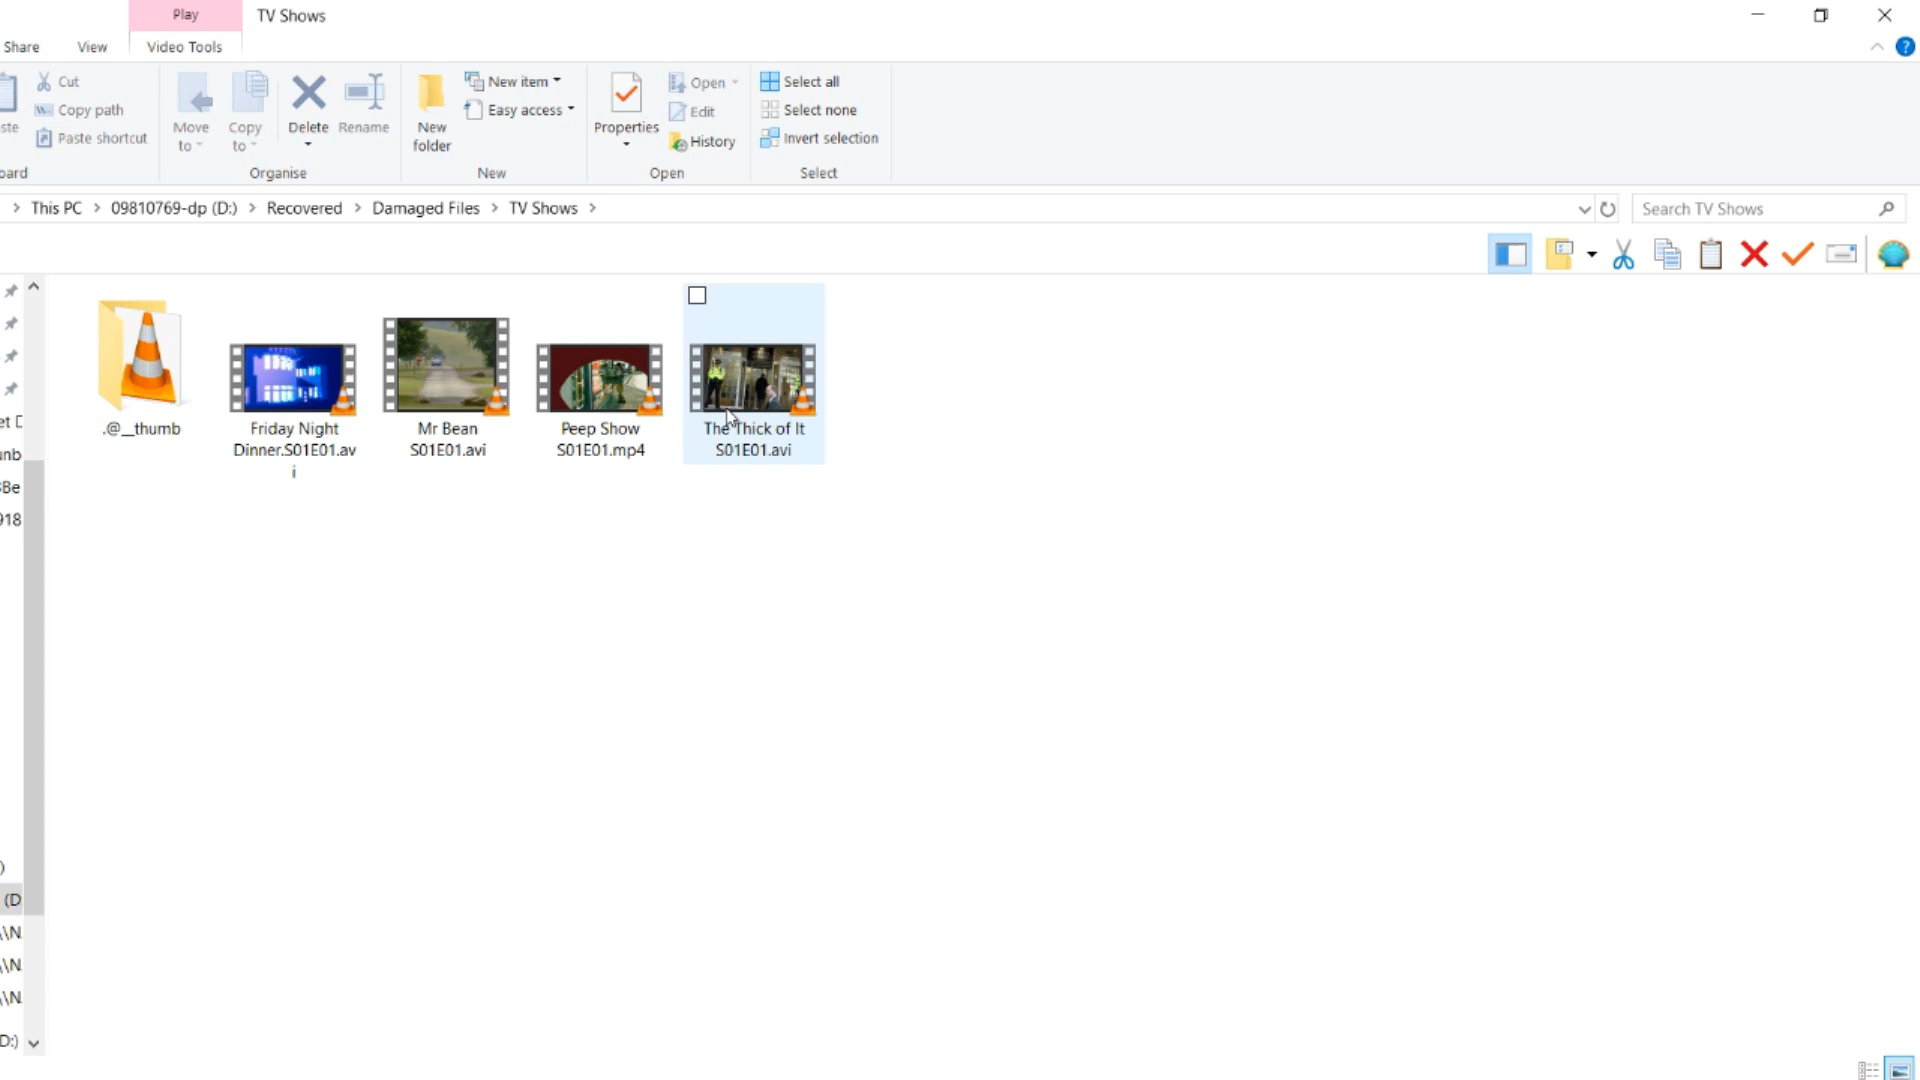 Play TV Shows
Share View Video Tools
Cut
Copy path
Paste shortcut
Move to
Copy to
Delete
Rename
New folder
New item
Easy access
Properties
Open
Edit
History
Select all
Select none
Invert selection
Organise New Open Select
This PC > 09810769-dp (D:) > Recovered > Damaged Files > TV Shows >
Search TV Shows
.@__thumb
Friday Night
Dinner.S01E01.av
i
Mr Bean
S01E01.avi
Peep Show
S01E01.mp4
The Thick of It
S01E01.avi
(D
\\N
\\N
\\N
D:)